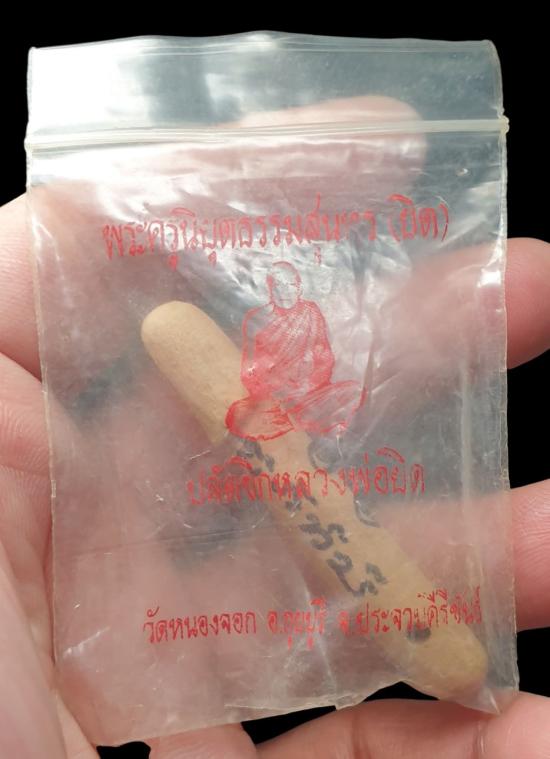 พระครูนิยุตธรรมสุนทร (ยิด)
ปลัดขิกหลวงพ่อยิด
วัดหนองจอก อ.กุยบุรี จ.ประจวบคีรีขันธ์